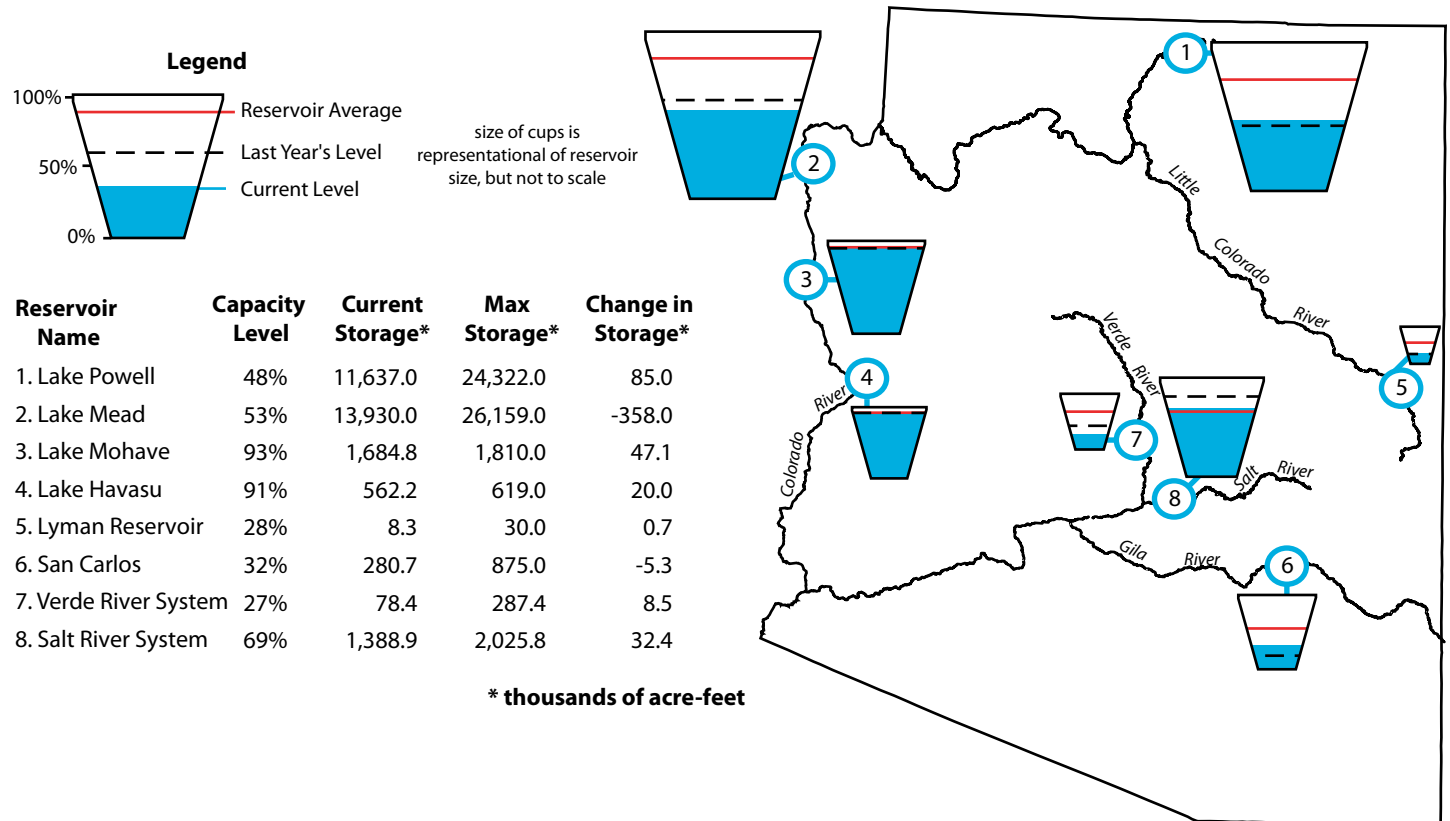 Legend
100%
Reservoir Average
Last Year's Level
50%
Current Level
0%
size of cups is
representational of reservoir
size, but not to scale
Reservoir Name Capacity Level Current Storage* Max Storage* Change in Storage*
1. Lake Powell 48% 11,637.0 24,322.0 85.0
2. Lake Mead 53% 13,930.0 26,159.0 -358.0
3. Lake Mohave 93% 1,684.8 1,810.0 47.1
4. Lake Havasu 91% 562.2 619.0 20.0
5. Lyman Reservoir 28% 8.3 30.0 0.7
6. San Carlos 32% 280.7 875.0 -5.3
7. Verde River System 27% 78.4 287.4 8.5
8. Salt River System 69% 1,388.9 2,025.8 32.4
* thousands of acre-feet
1
2
3
4
5
6
7
8
Little Colorado River
Verde River
Colorado River
Salt River
Gila River